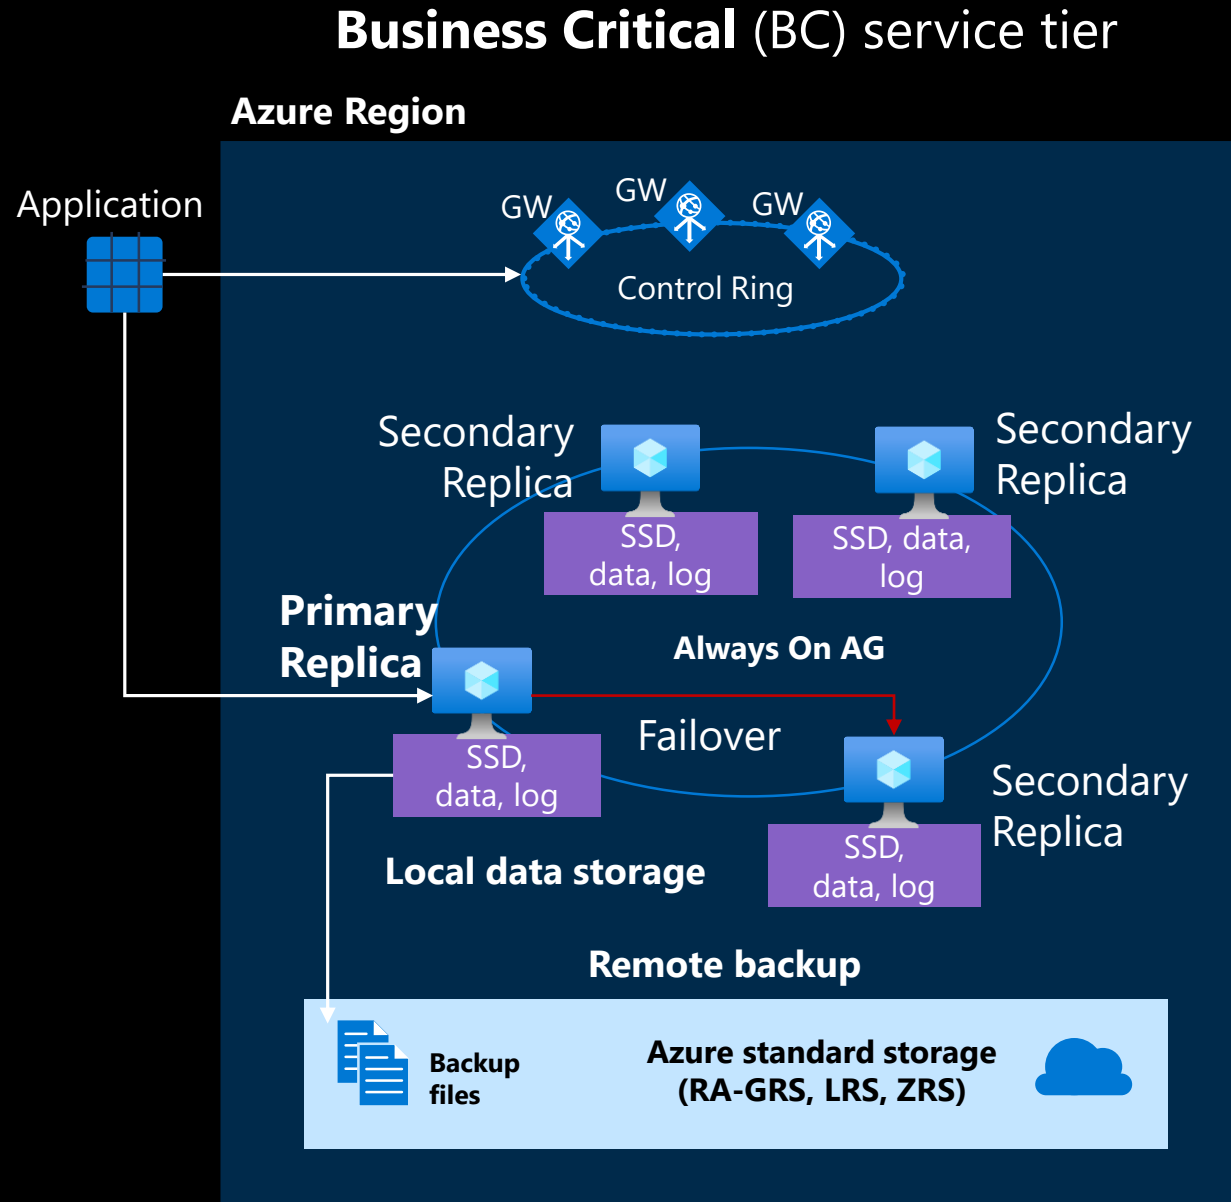 Business Critical (BC) service tier
Azure Region
Application
GW
GW
GW
Control Ring
Secondary
Replica
Secondary
Replica
SSD,
data, log
SSD, data,
log
Primary
Replica
Always On AG
Failover
SSD,
data, log
Secondary
Replica
SSD,
data, log
Local data storage
Remote backup
Backup
files
Azure standard storage
(RA-GRS, LRS, ZRS)